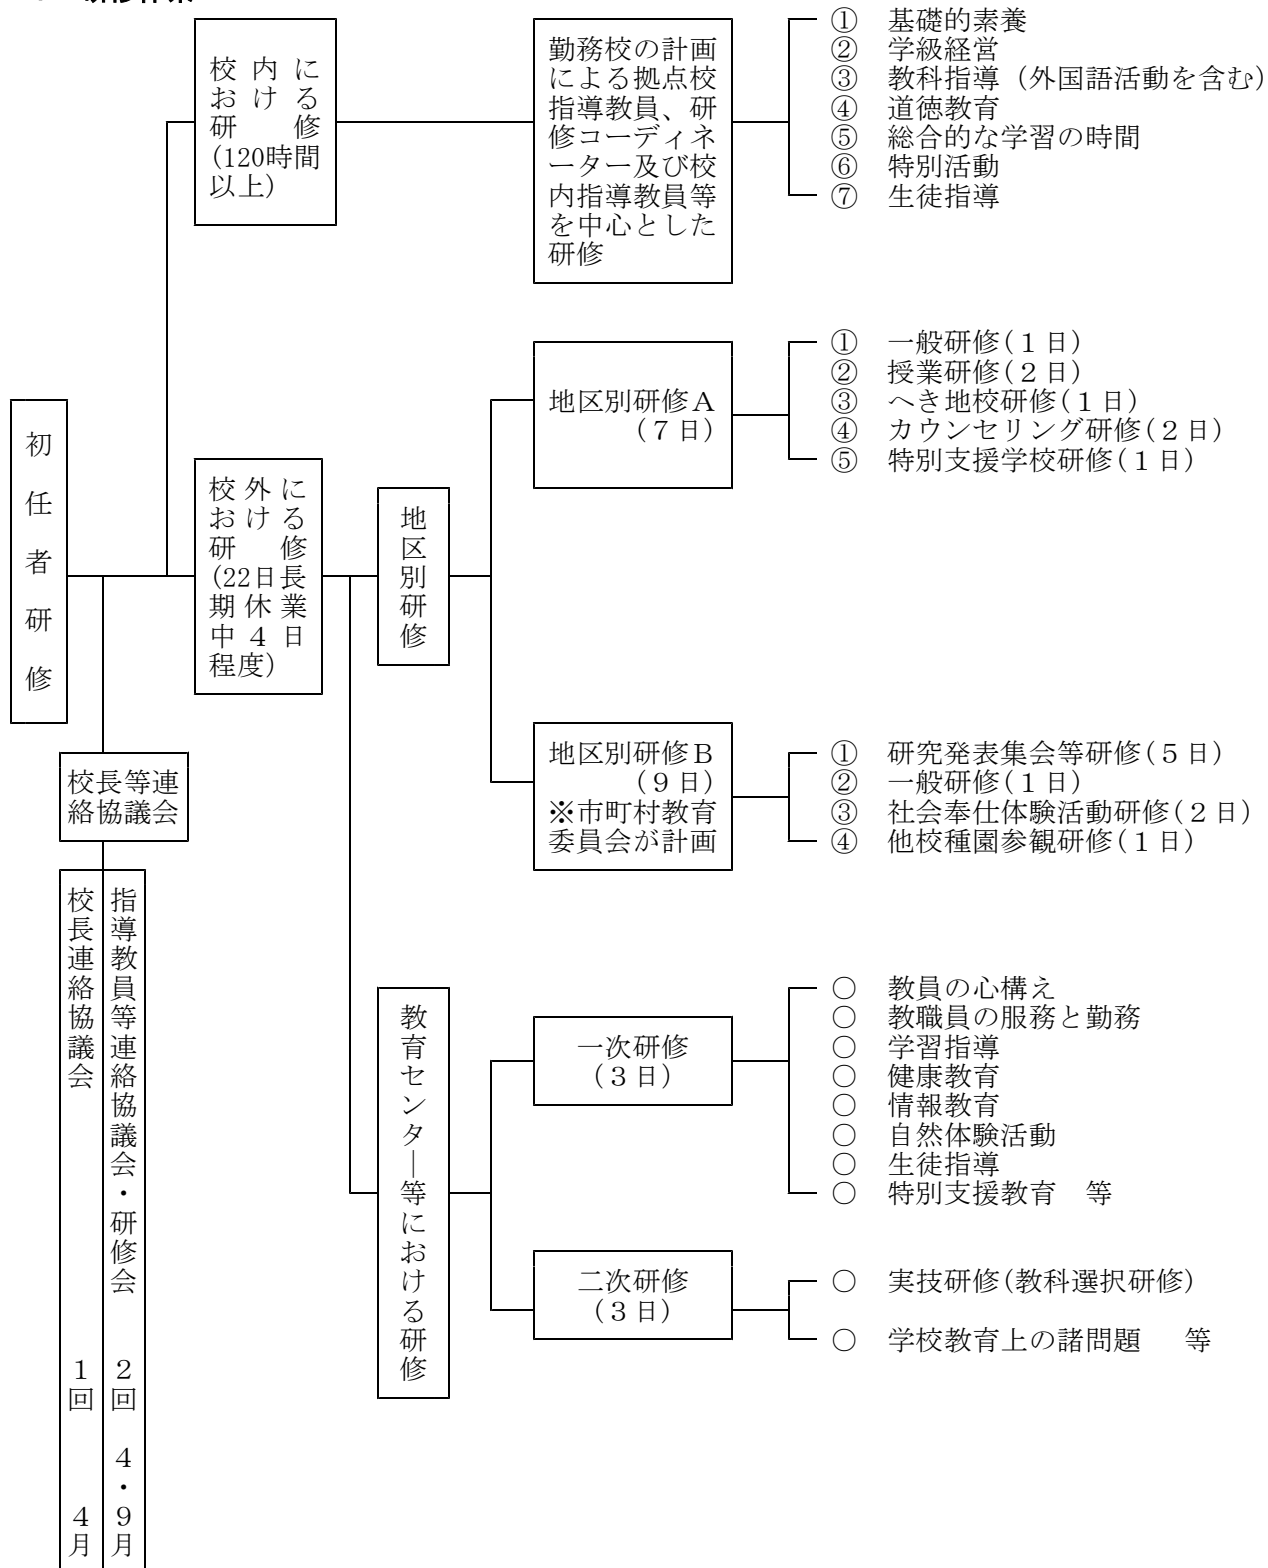 校内に
おける
研修
(120時間
以上)
勤務校の計画
による拠点校
指導教員、研
修コーディネ
ーター及び校
内指導教員等
を中心とした
研修
① 基礎的素養
② 学級経営
③ 教科指導（外国語活動を含む）
④ 道徳教育
⑤ 総合的な学習の時間
⑥ 特別活動
⑦ 生徒指導
初任者研修
校外に
おける
研修
(22日長
期休業
中４日
程度)
地区別研修
地区別研修Ａ
(７日)
① 一般研修(１日)
② 授業研修(２日)
③ へき地校研修(１日)
④ カウンセリング研修(２日)
⑤ 特別支援学校研修(１日)
地区別研修Ｂ
(９日)
※市町村教育
委員会が計画
① 研究発表集会等研修(５日)
② 一般研修(１日)
③ 社会奉仕体験活動研修(２日)
④ 他校種園参観研修(１日)
校長等連
絡協議会
指導教員等連絡協議会・研修会 ２回 ４・９月
校長連絡協議会 １回 ４月
教育センター等における研修
一次研修
(３日)
○ 教員の心構え
○ 教職員の服務と勤務
○ 学習指導
○ 健康教育
○ 情報教育
○ 自然体験活動
○ 生徒指導
○ 特別支援教育 等
二次研修
(３日)
○ 実技研修(教科選択研修)
○ 学校教育上の諸問題 等